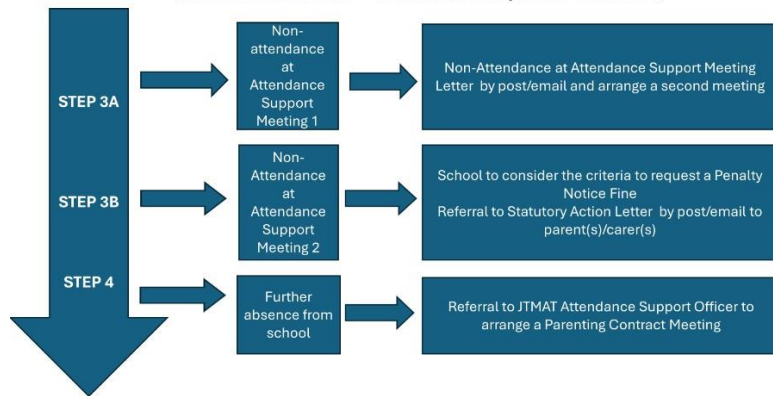 STEP 3A
Non-
attendance
at
Attendance
Support
Meeting 1
Non-Attendance at Attendance Support Meeting
Letter by post/email and arrange a second meeting
STEP 3B
Non-
Attendance
at
Attendance
Support
Meeting 2
School to consider the criteria to request a Penalty
Notice Fine
Referral to Statutory Action Letter by post/email to
parent(s)/carer(s)
STEP 4
Further
absence from
school
Referral to JTMAT Attendance Support Officer to
arrange a Parenting Contract Meeting